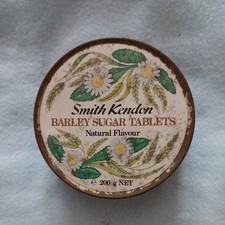 Smith Kendon
BARLEY SUGAR TABLETS
Natural Flavour
℮ 200 g NET